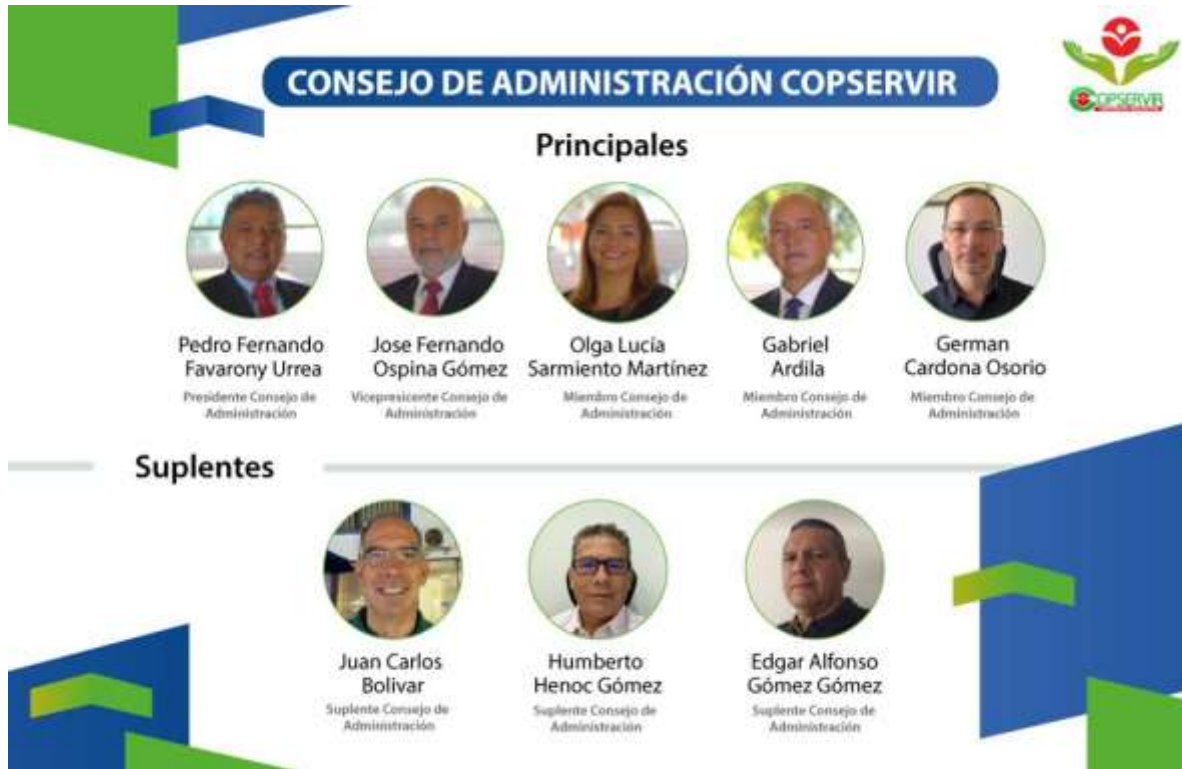 CONSEJO DE ADMINISTRACIÓN COPSERVIR
COPSERVIR
Principales
Pedro Fernando
Favarony Urrea
Presidente Consejo de
Administración
Jose Fernando
Ospina Gómez
Vicepresicente Consejo de
Administración
Olga Lucía
Sarmiento Martínez
Miembro Consejo de
Administración
Gabriel
Ardila
Miembro Consejo de
Administración
German
Cardona Osorio
Miembro Consejo de
Administración
Suplentes
Juan Carlos
Bolivar
Suplente Consejo de
Administración
Humberto
Henoc Gómez
Suplente Consejo de
Administración
Edgar Alfonso
Gómez Gómez
Suplente Consejo de
Administración